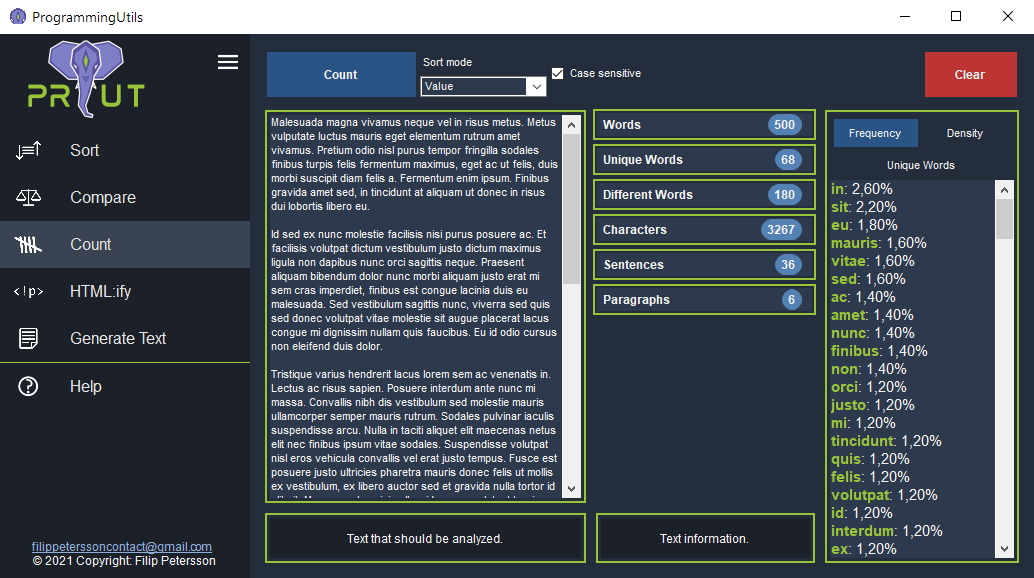 ProgrammingUtils
PR UT
Sort
Compare
Count
HTML:ify
Generate Text
Help
filippeterssoncontact@gmail.com
© 2021 Copyright: Filip Petersson
Count
Sort mode
Value
Case sensitive
Clear
Malesuada magna vivamus neque vel in risus metus. Metus
vulputate luctus mauris eget elementum rutrum amet
vivamus. Pretium odio nisl purus tempor fringilla sodales
finibus turpis felis fermentum maximus, eget ac ut felis, duis
morbi suscipit diam felis a. Fermentum enim ipsum. Finibus
gravida amet sed, in tincidunt at aliquam ut donec in risus
dui lobortis libero eu.
Id sed ex nunc molestie facilisis nisi purus posuere ac. Et
facilisis volutpat dictum vestibulum justo dictum maximus
ligula non dapibus nunc orci sagittis neque. Praesent
aliquam bibendum dolor nunc morbi aliquam justo erat mi
sem cras imperdiet, finibus est congue lacinia duis eu
malesuada. Sed vestibulum sagittis nunc, viverra sed quis
sed donec volutpat vitae molestie sit augue placerat lacus
congue mi dignissim nullam quis faucibus. Eu id odio cursus
non eleifend duis dolor.
Tristique varius hendrerit lacus lorem sem ac venenatis in.
Lectus ac risus sapien. Posuere interdum ante nunc mi
massa. Convallis nibh dis vestibulum sed molestie mauris
ullamcorper semper mauris rutrum. Sodales pulvinar iaculis
suspendisse arcu. Nulla in taciti aliquet elit maecenas netus
elit nec finibus ipsum vitae sodales. Suspendisse volutpat
nisl eros vehicula convallis vel erat justo tempus. Fusce est
posuere justo ultricies pharetra mauris donec felis ut mollis
ex vestibulum, ex libero auctor sed et gravida nulla tortor id
Text that should be analyzed.
Words 500
Unique Words 68
Different Words 180
Characters 3267
Sentences 36
Paragraphs 6
Text information.
Frequency Density
Unique Words
in: 2,60%
sit: 2,20%
eu: 1,80%
mauris: 1,60%
vitae: 1,60%
sed: 1,60%
ac: 1,40%
amet: 1,40%
nunc: 1,40%
finibus: 1,40%
non: 1,40%
orci: 1,20%
justo: 1,20%
mi: 1,20%
tincidunt: 1,20%
quis: 1,20%
felis: 1,20%
volutpat: 1,20%
id: 1,20%
interdum: 1,20%
ex: 1,20%